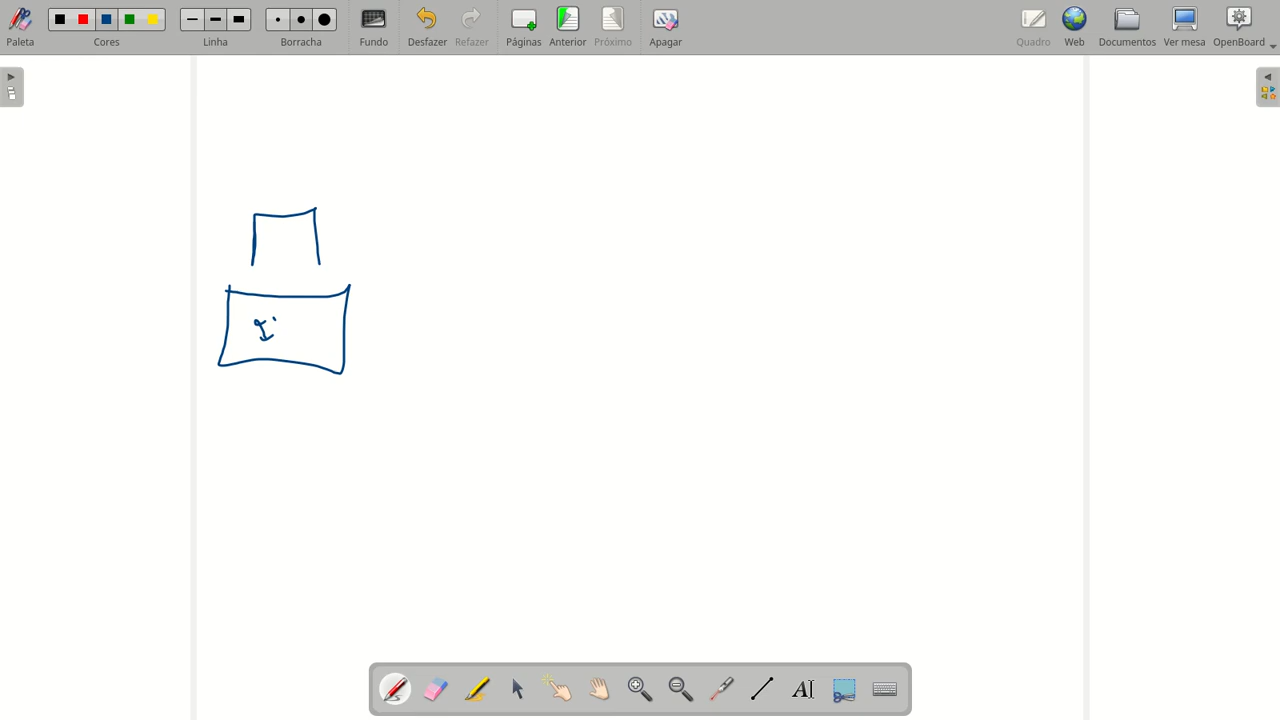 Paleta Cores Linha Borracha Fundo Desfazer Refazer Páginas Anterior Próximo Apagar Quadro Web Documentos Ver mesa OpenBoard